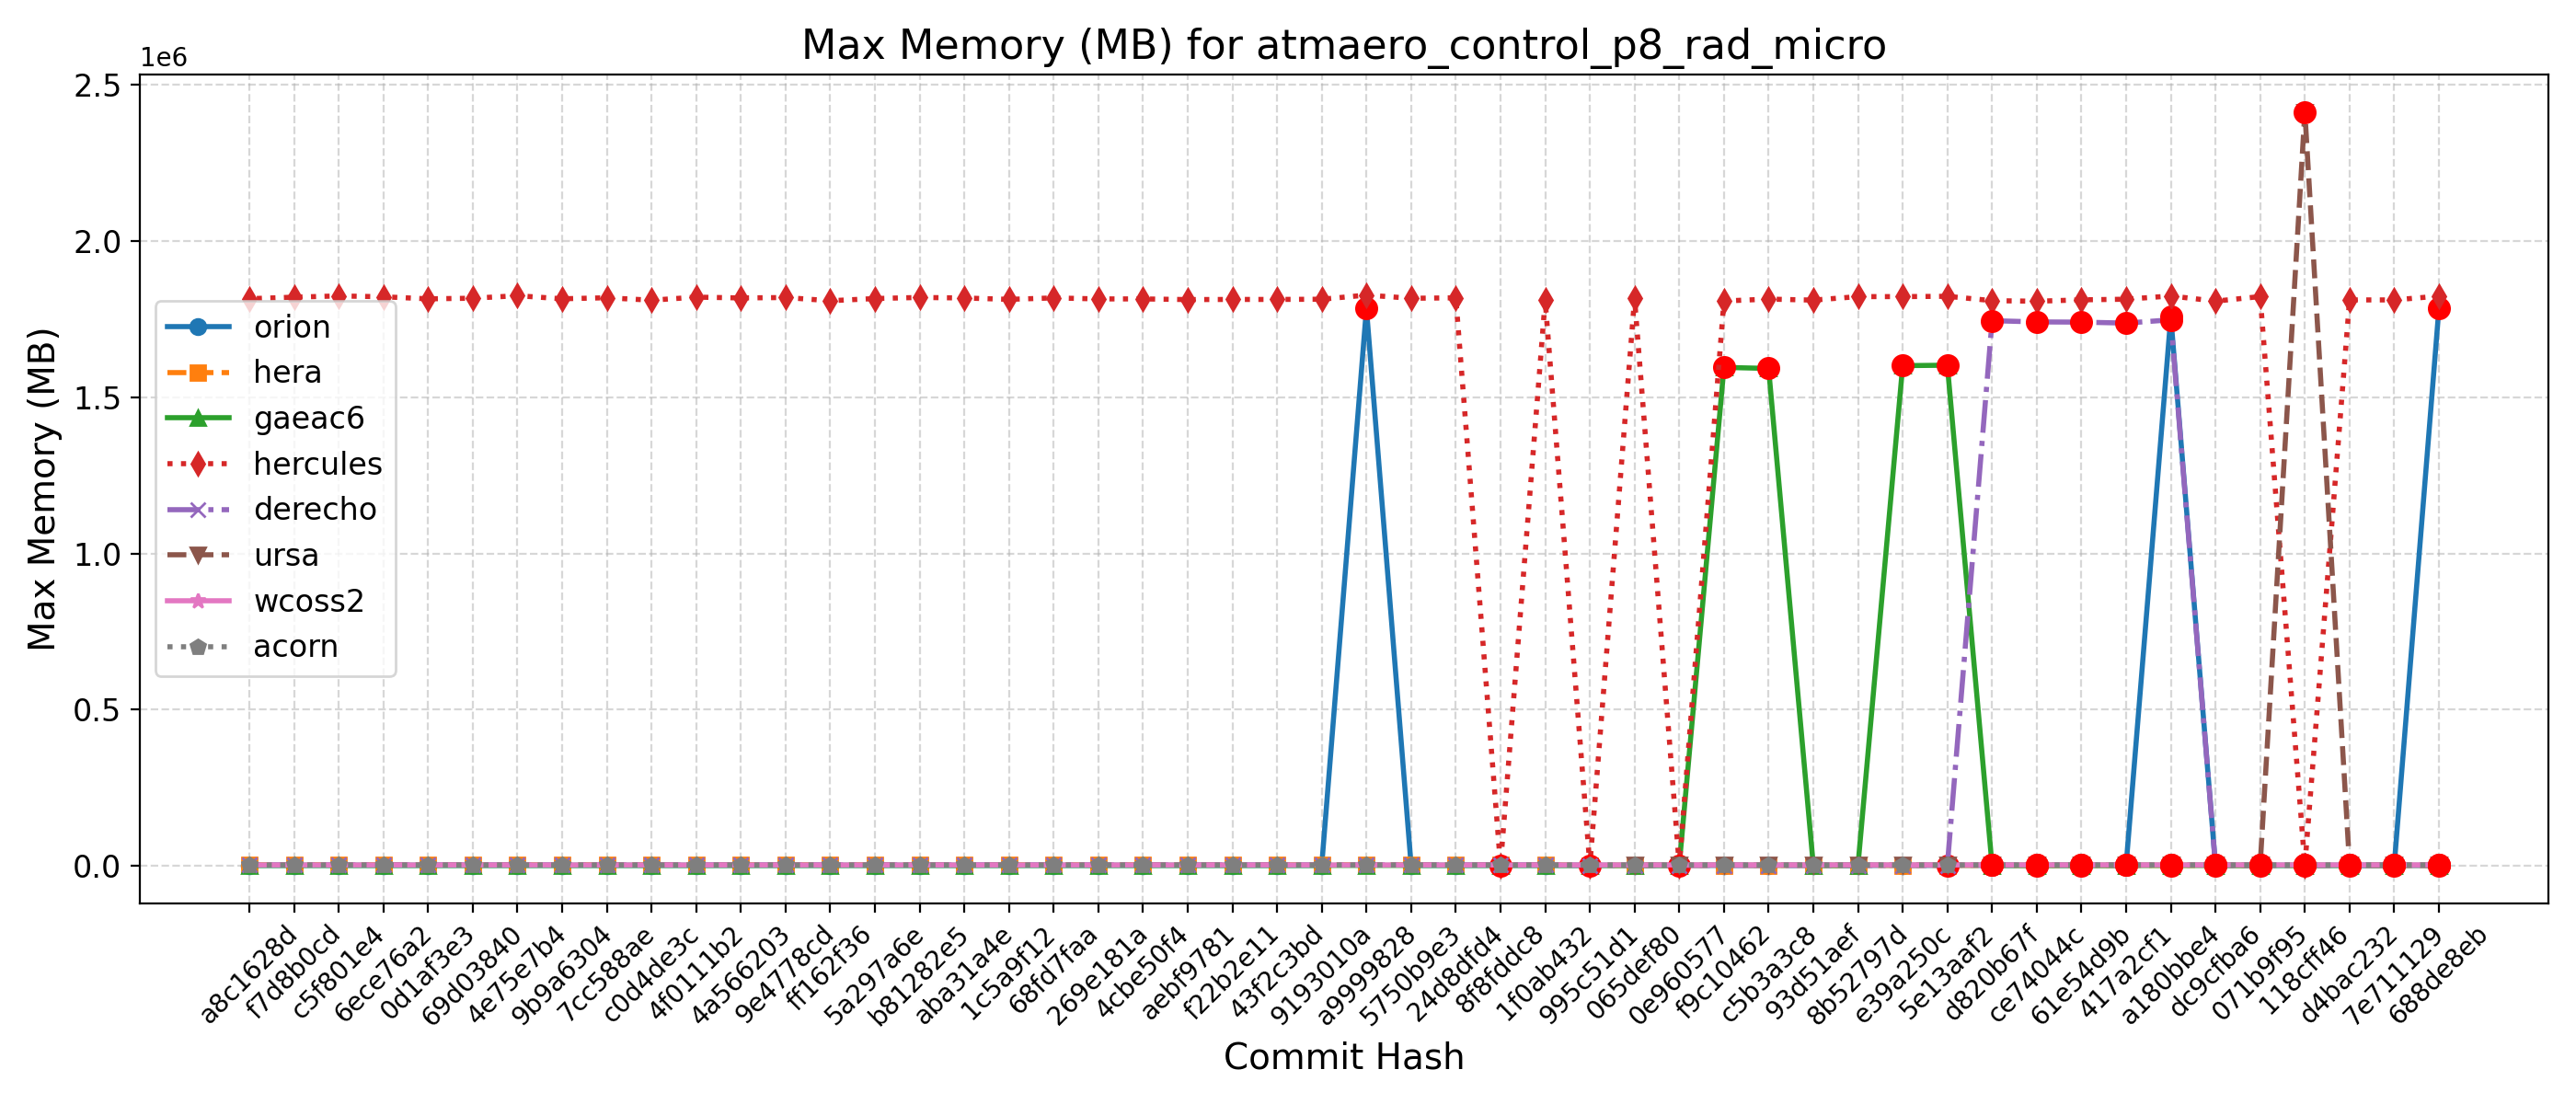 Max Memory (MB) for atmaero_control_p8_rad_micro
1e6
2.5
2.0
1.5
1.0
0.5
0.0
Max Memory (MB)
orion
hera
gaeac6
hercules
derecho
ursa
wcoss2
acorn
a8c1628d
f7d8b0cd
c5f801e4
6ece76a2
0d1af3e3
69d03840
4e75e7b4
9b9a6304
7cc588ae
c0d4de3c
4f0111b2
4a566203
9e4778cd
ff162f36
5a297a6e
b81282e5
aba31a4e
1c5a9f12
68fd7faa
269e181a
4cbe50f4
aebf9781
f22b2e11
43f2c3bd
9193010a
a9999828
5750b9e3
24d8dfd4
8f8fddc8
1f0ab432
995c51d1
065def80
0e960577
f9c10462
c5b3a3c8
93d51aef
8b52797d
e39a250c
5e13aaf2
d820b67f
ce74044c
61e54d9b
417a2cf1
a180bbe4
dc9cfba6
071b9f95
118cff46
d4bac232
7e711129
688de8eb
Commit Hash